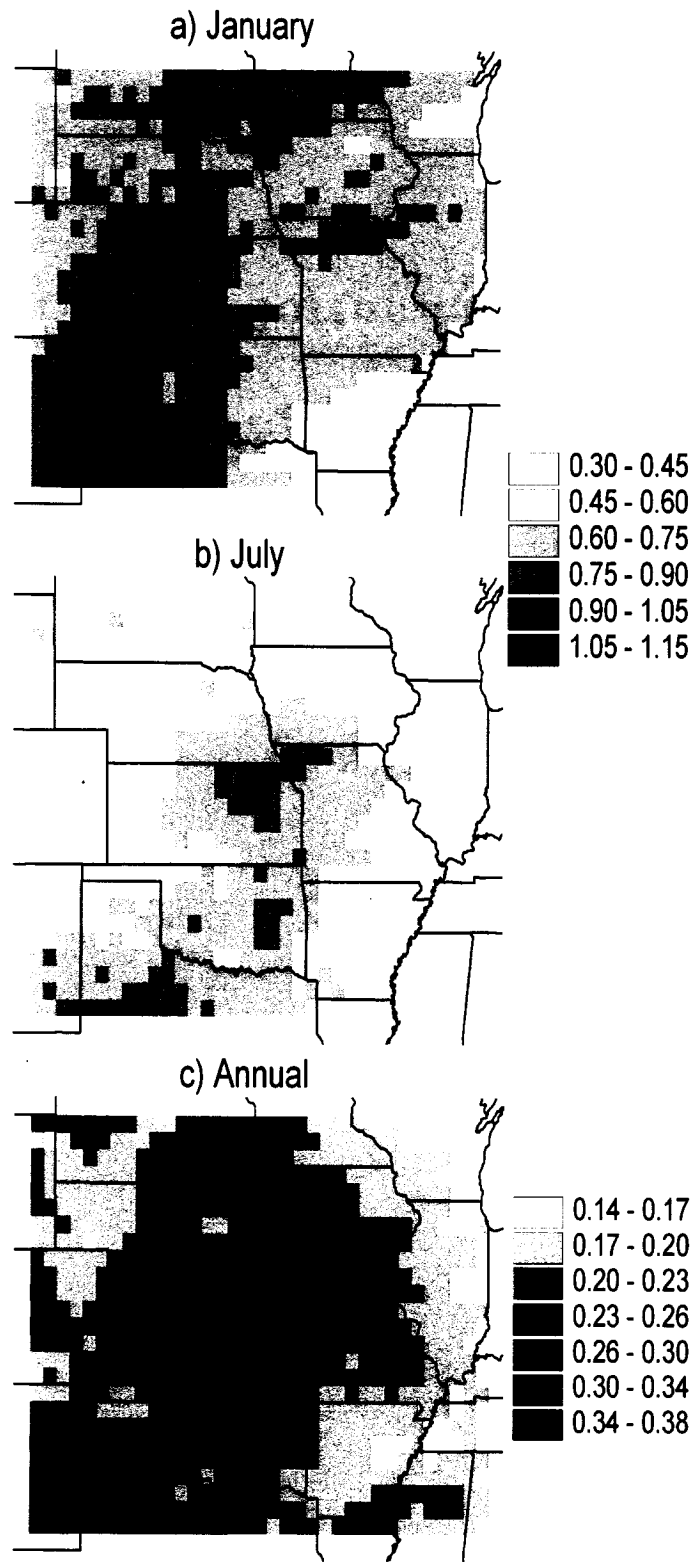 a) January
0.30 - 0.45
0.45 - 0.60
0.60 - 0.75
0.75 - 0.90
0.90 - 1.05
1.05 - 1.15
b) July
c) Annual
0.14 - 0.17
0.17 - 0.20
0.20 - 0.23
0.23 - 0.26
0.26 - 0.30
0.30 - 0.34
0.34 - 0.38